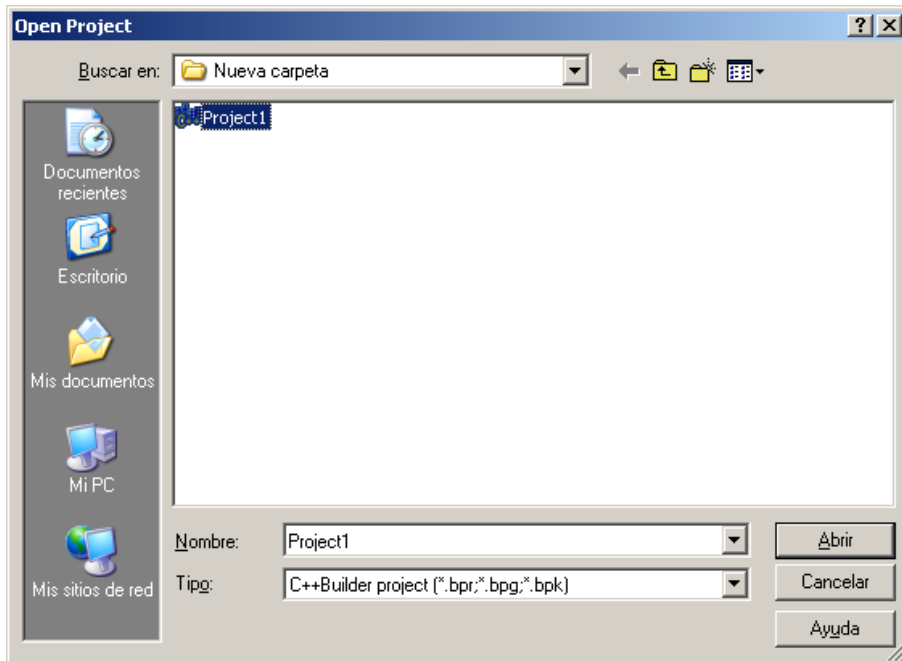 Open Project
Buscar en: Nueva carpeta
Project1
Documentos
recientes
Escritorio
Mis documentos
Mi PC
Mis sitios de red
Nombre: Project1 Abrir
Tipo: C++Builder project (*.bpr;*.bpg;*.bpk) Cancelar
Ayuda